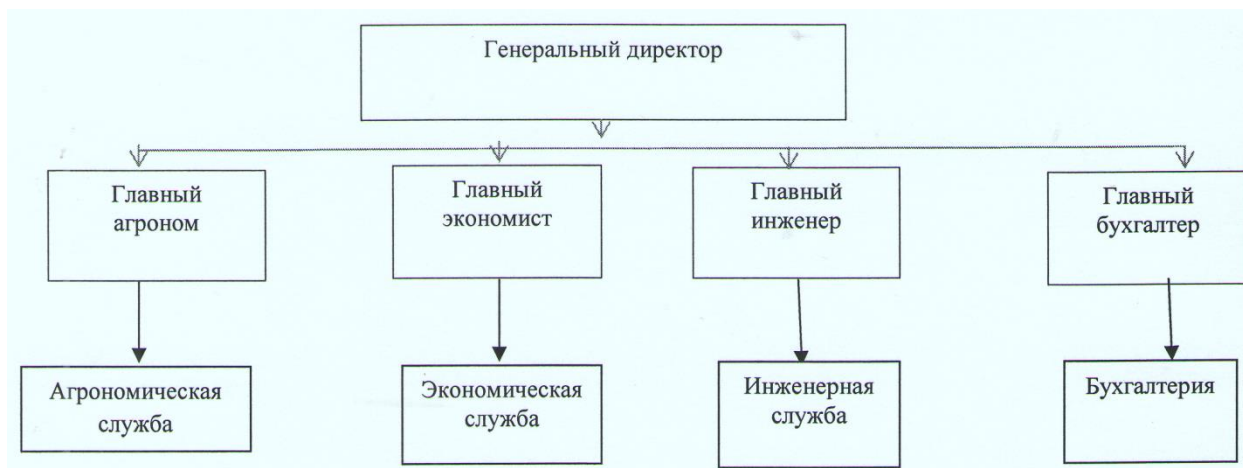 Генеральный директор
Главный
агроном
Главный
экономист
Главный
инженер
Главный
бухгалтер
Агрономическая
служба
Экономическая
служба
Инженерная
служба
Бухгалтерия